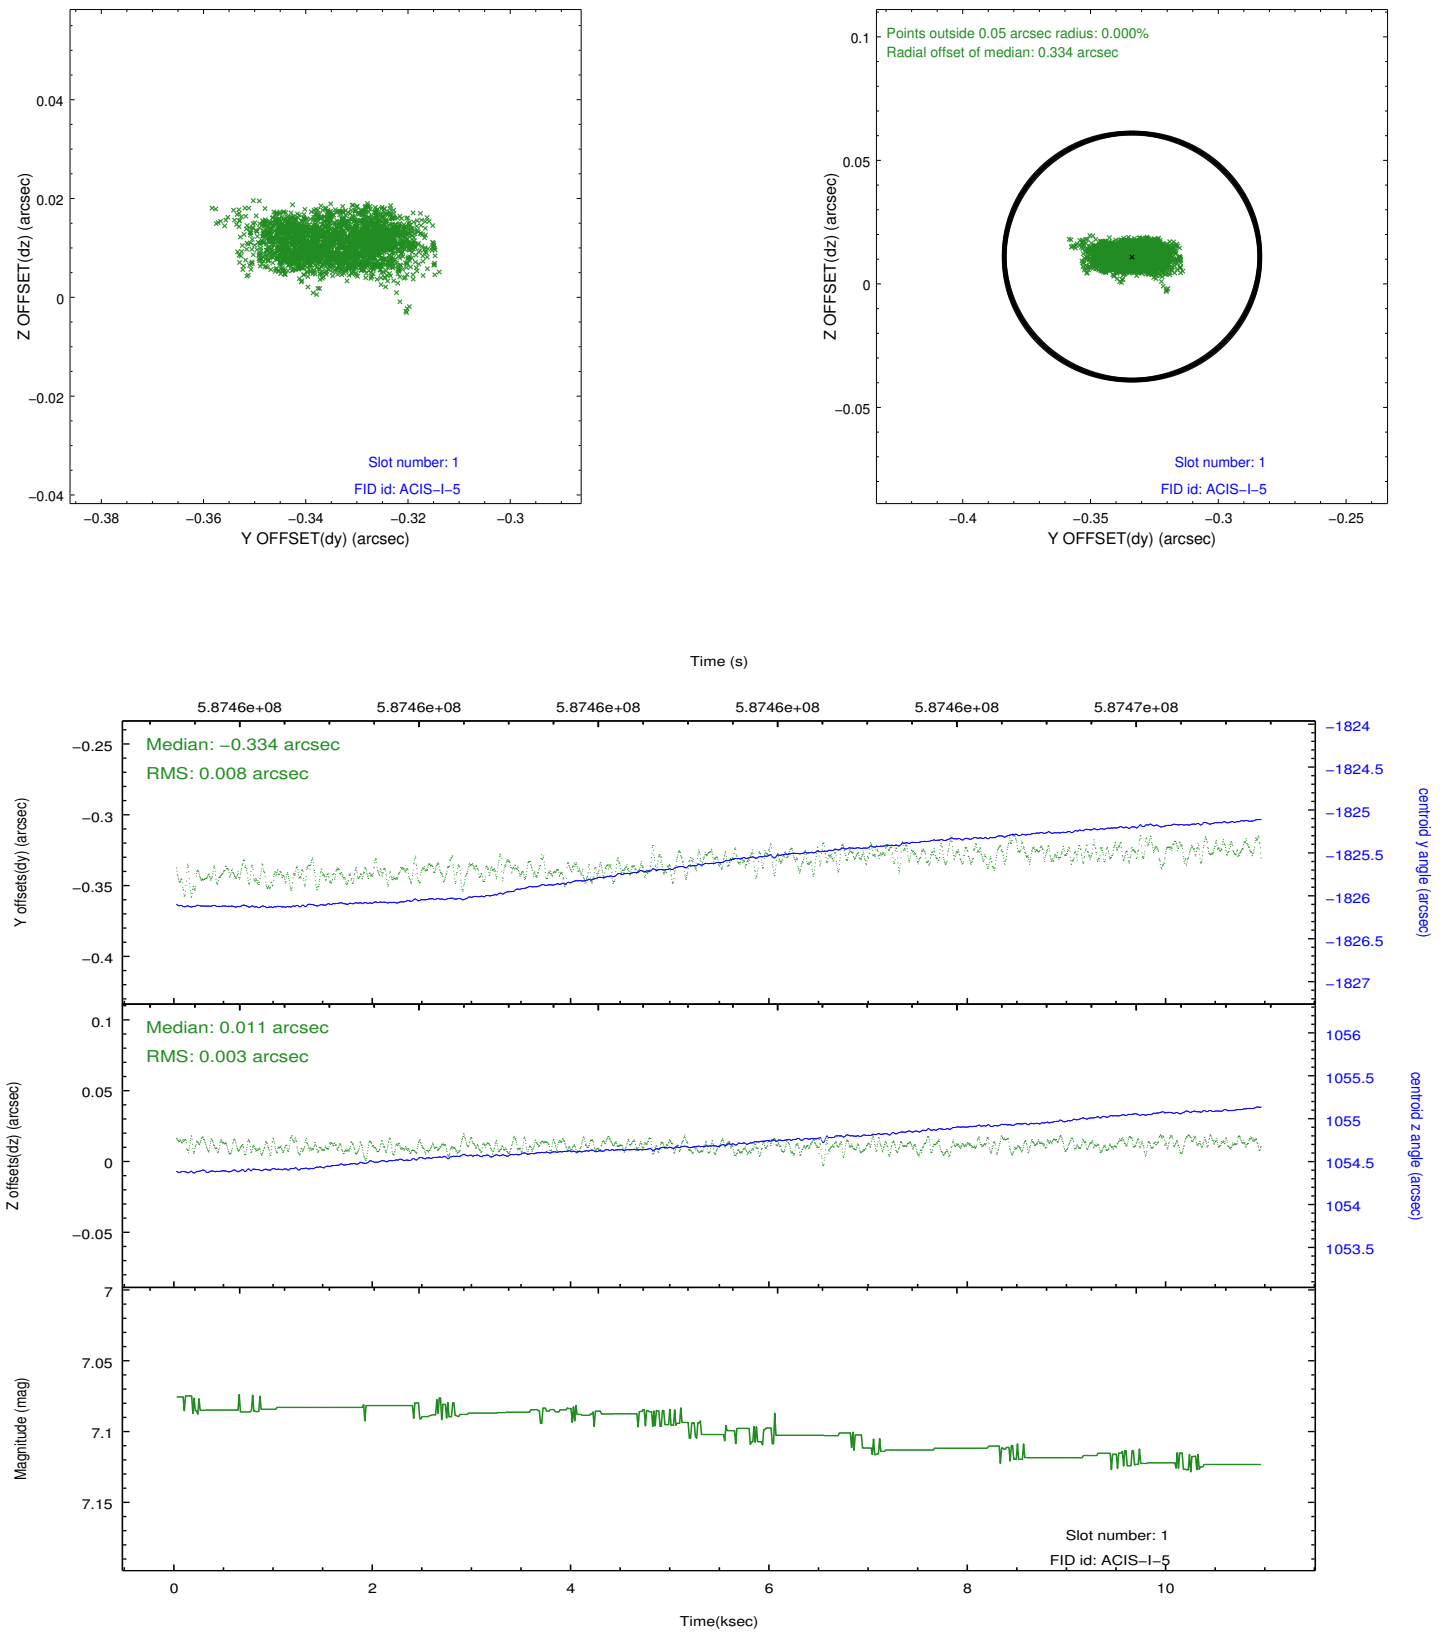 0.04
0.02
0
−0.02
−0.04
Z OFFSET(dz) (arcsec)
Slot number: 1
FID id: ACIS−I−5
−0.38
−0.36
−0.34
−0.32
−0.3
Y OFFSET(dy) (arcsec)
Points outside 0.05 arcsec radius: 0.000%
Radial offset of median: 0.334 arcsec
0.1
0.05
0
−0.05
Z OFFSET(dz) (arcsec)
Slot number: 1
FID id: ACIS−I−5
−0.4
−0.35
−0.3
−0.25
Y OFFSET(dy) (arcsec)
Time (s)
5.8746e+08
5.8746e+08
5.8746e+08
5.8746e+08
5.8746e+08
5.8747e+08
Median: −0.334 arcsec
RMS: 0.008 arcsec
−0.25
−0.3
−0.35
−0.4
Y offsets(dy) (arcsec)
−1824
−1824.5
−1825
−1825.5
−1826
−1826.5
−1827
centroid y angle (arcsec)
Median: 0.011 arcsec
RMS: 0.003 arcsec
0.1
0.05
0
−0.05
Z offsets(dz) (arcsec)
1056
1055.5
1055
1054.5
1054
1053.5
centroid z angle (arcsec)
7
7.05
7.1
7.15
Magnitude (mag)
Slot number: 1
FID id: ACIS−I−5
0
2
4
6
8
10
Time(ksec)